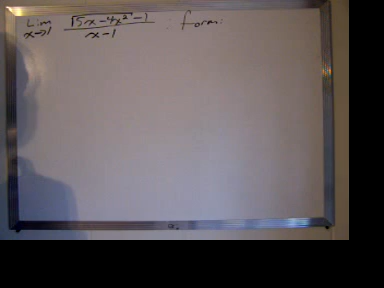 Lim x→1 (√(5x-4x²) -1)/(x-1) : form: